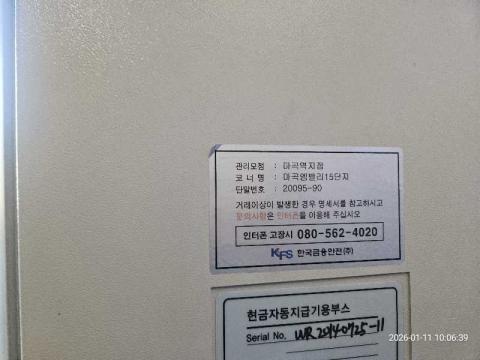 관리모점 : 마곡역지점
코너명 : 마곡엠밸리15단지
단말번호 : 20095-90
거래이상이 발생한 경우 명세서를 참고하시고
문의사항은 인터폰를 이용해 주십시오
인터폰 고장시 080-562-4020
KFS 한국금융안전(주)
현금자동지급기용부스
Serial No. WR20140725-11
2026-01-11 10:06:39